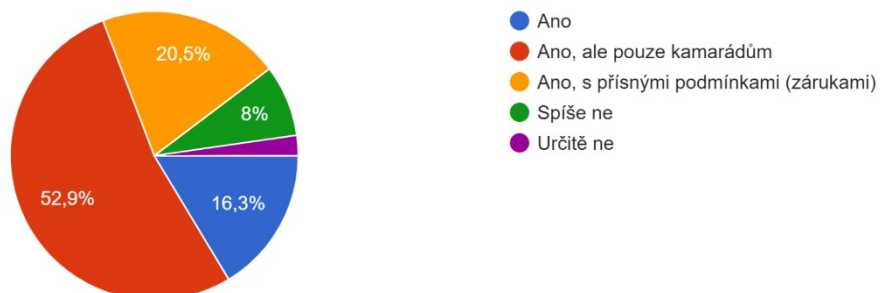 20,5%
8%
52,9%
16,3%
Ano
Ano, ale pouze kamarádům
Ano, s přísnými podmínkami (zárukami)
Spíše ne
Určitě ne